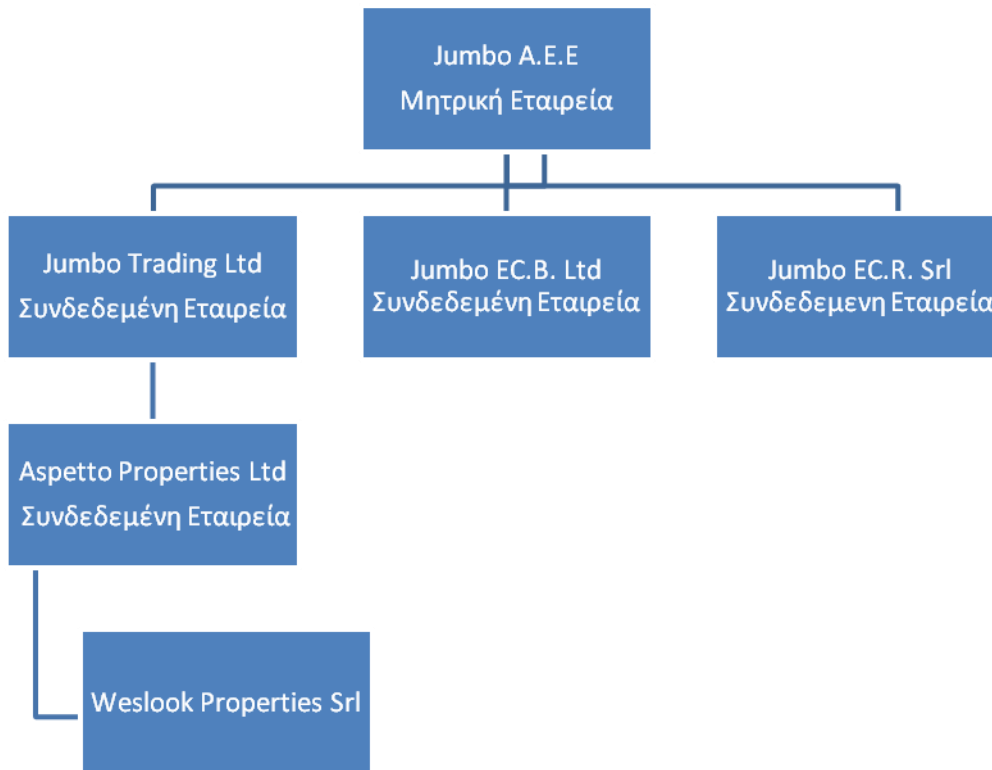 Jumbo Α.Ε.Ε
Μητρική Εταιρεία
Jumbo Trading Ltd
Συνδεδεμένη Εταιρεία
Jumbo EC.B. Ltd
Συνδεδεμένη Εταιρεία
Jumbo EC.R. Srl
Συνδεδεμενη Εταιρεία
Aspetto Properties Ltd
Συνδεδεμένη Εταιρεία
Weslook Properties Srl